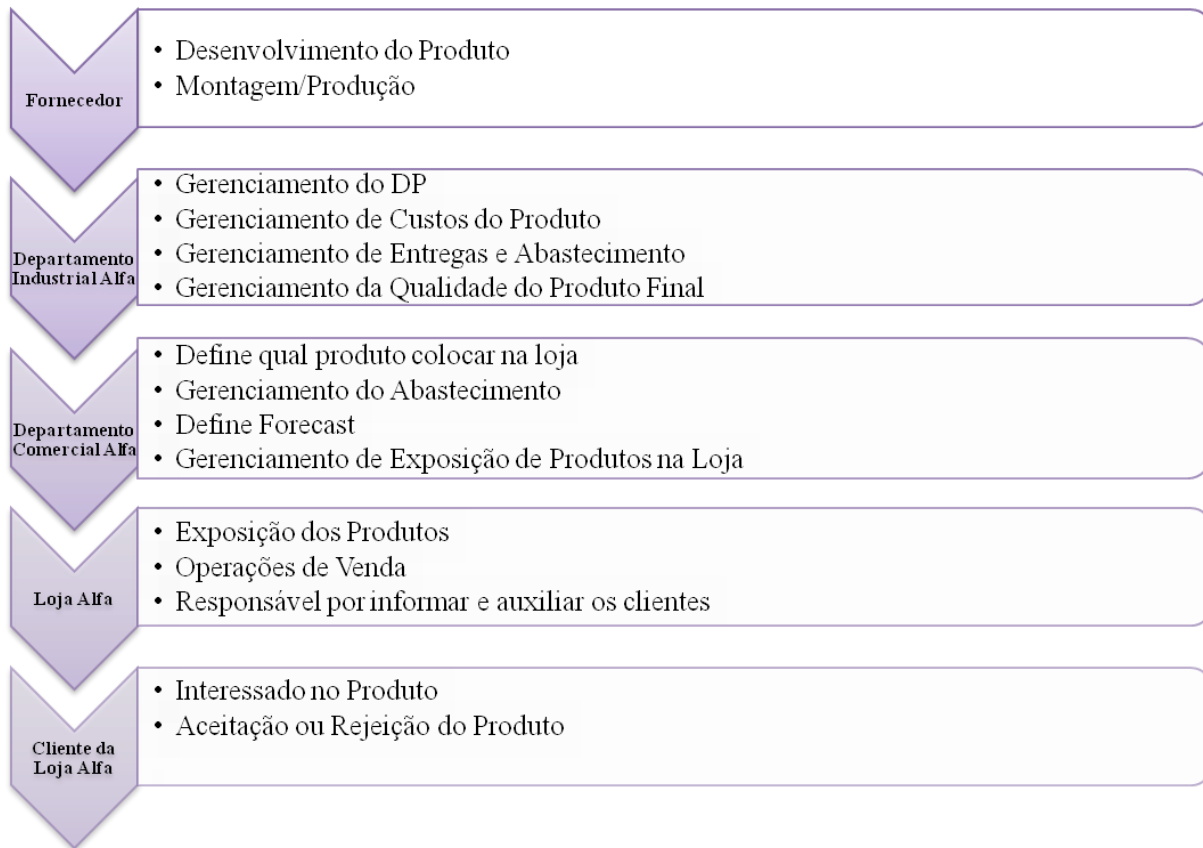 Fornecedor
• Desenvolvimento do Produto
• Montagem/Produção
Departamento
Industrial Alfa
• Gerenciamento do DP
• Gerenciamento de Custos do Produto
• Gerenciamento de Entregas e Abastecimento
• Gerenciamento da Qualidade do Produto Final
Departamento
Comercial Alfa
• Define qual produto colocar na loja
• Gerenciamento do Abastecimento
• Define Forecast
• Gerenciamento de Exposição de Produtos na Loja
Loja Alfa
• Exposição dos Produtos
• Operações de Venda
• Responsável por informar e auxiliar os clientes
Cliente da
Loja Alfa
• Interessado no Produto
• Aceitação ou Rejeição do Produto